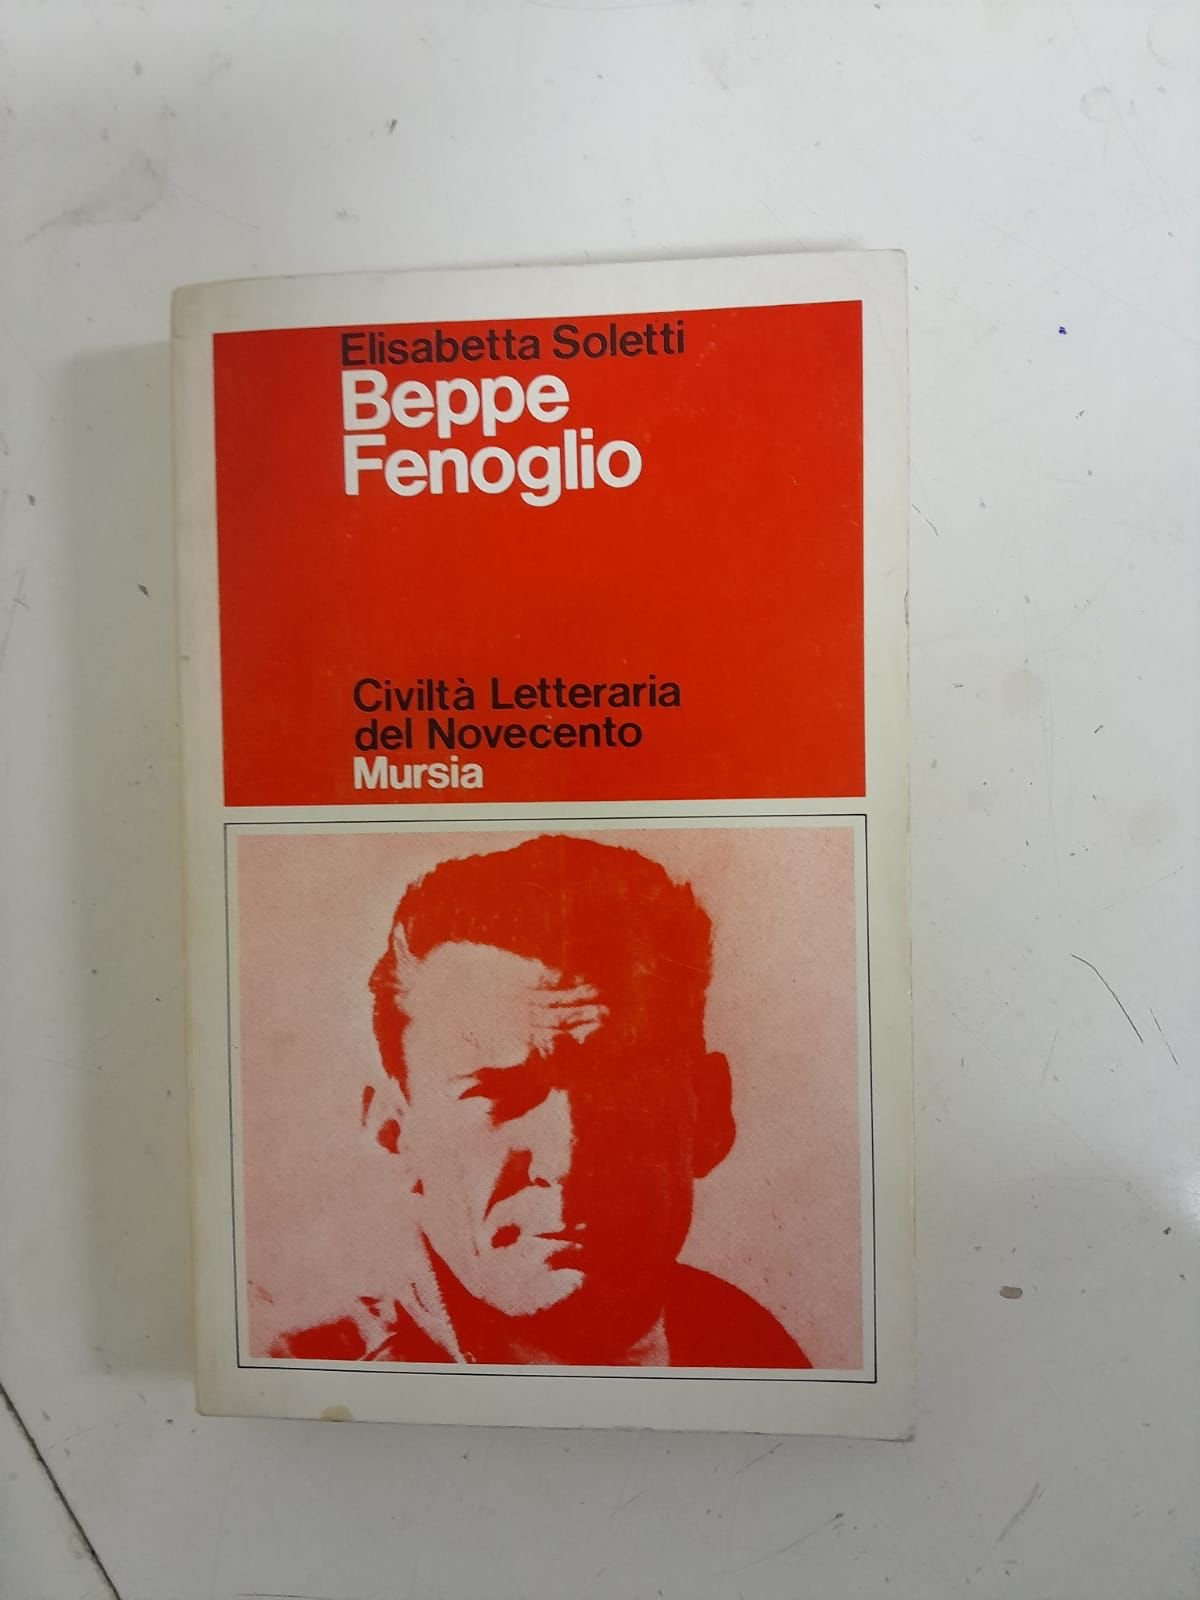 Elisabetta Soletti
Beppe
Fenoglio
Civiltà Letteraria
del Novecento
Mursia